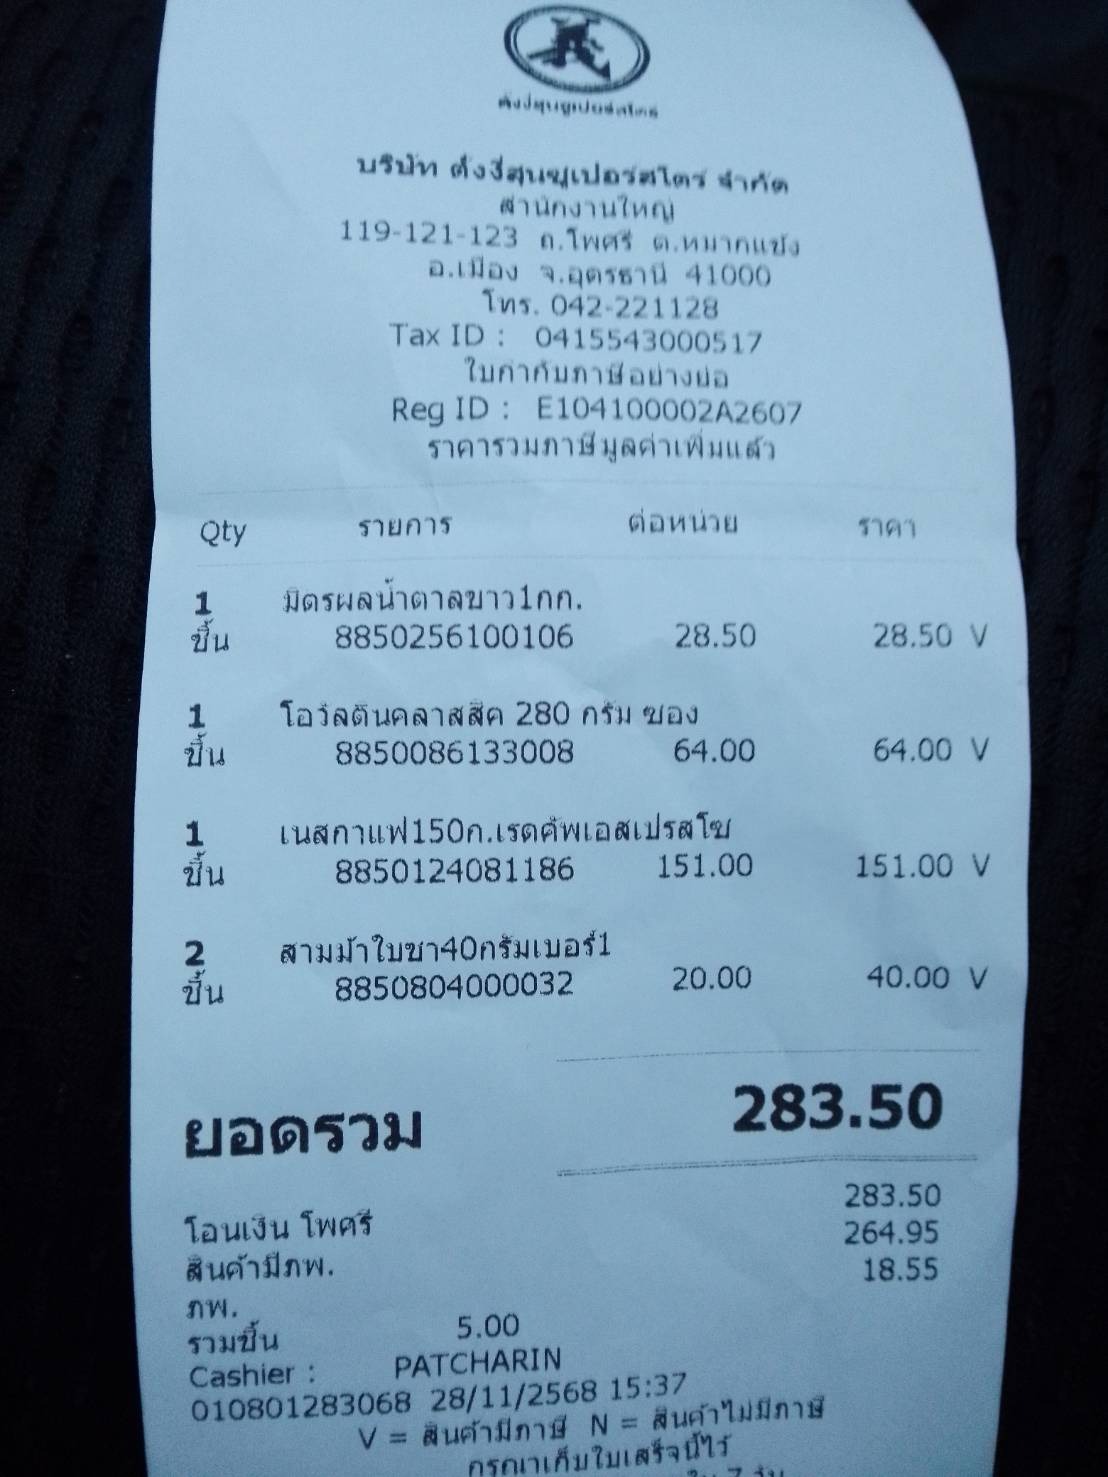 ตั้งงี่สุนซูเปอร์สโตร์
บริษัท ตั้งงี่สุนซูเปอร์สโตร์ จำกัด
สำนักงานใหญ่
119-121-123 ถ.โพศรี ต.หมากแข้ง
อ.เมือง จ.อุดรธานี 41000
โทร. 042-221128
Tax ID : 0415543000517
ใบกำกับภาษีอย่างย่อ
Reg ID : E104100002A2607
ราคารวมภาษีมูลค่าเพิ่มแล้ว
Qty รายการ ต่อหน่วย ราคา
1 มิตรผลน้ำตาลขาว1กก.
ชิ้น 8850256100106 28.50 28.50 V
1 โอวัลตินคลาสสิค 280 กรัม ซอง
ชิ้น 8850086133008 64.00 64.00 V
1 เนสกาแฟ150ก.เรดคัพเอสเปรสโซ
ชิ้น 8850124081186 151.00 151.00 V
2 สามม้าใบชา40กรัมเบอร์1
ชิ้น 8850804000032 20.00 40.00 V
ยอดรวม 283.50
โอนเงิน โพศรี 283.50
สินค้ามีภพ. 264.95
ภพ. 18.55
รวมชิ้น 5.00
Cashier : PATCHARIN
010801283068 28/11/2568 15:37
V = สินค้ามีภาษี N = สินค้าไม่มีภาษี
กรุณาเก็บใบเสร็จนี้ไว้